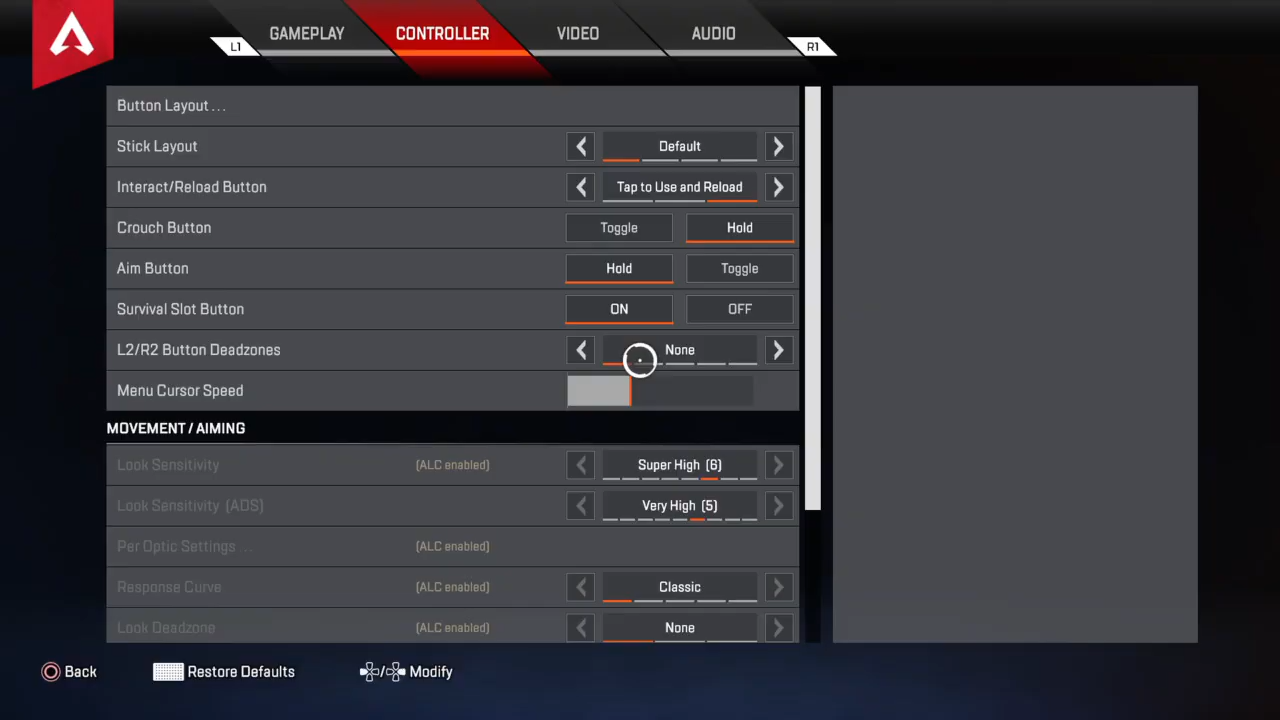 GAMEPLAY CONTROLLER VIDEO AUDIO
L1 R1
Button Layout...
Stick Layout Default
Interact/Reload Button Tap to Use and Reload
Crouch Button Toggle Hold
Aim Button Hold Toggle
Survival Slot Button ON OFF
L2/R2 Button Deadzones None
Menu Cursor Speed
MOVEMENT / AIMING
Look Sensitivity (ALC enabled) Super High (6)
Look Sensitivity (ADS) Very High (5)
Per Optic Settings ... (ALC enabled)
Response Curve (ALC enabled) Classic
Look Deadzone (ALC enabled) None
Back Restore Defaults / Modify